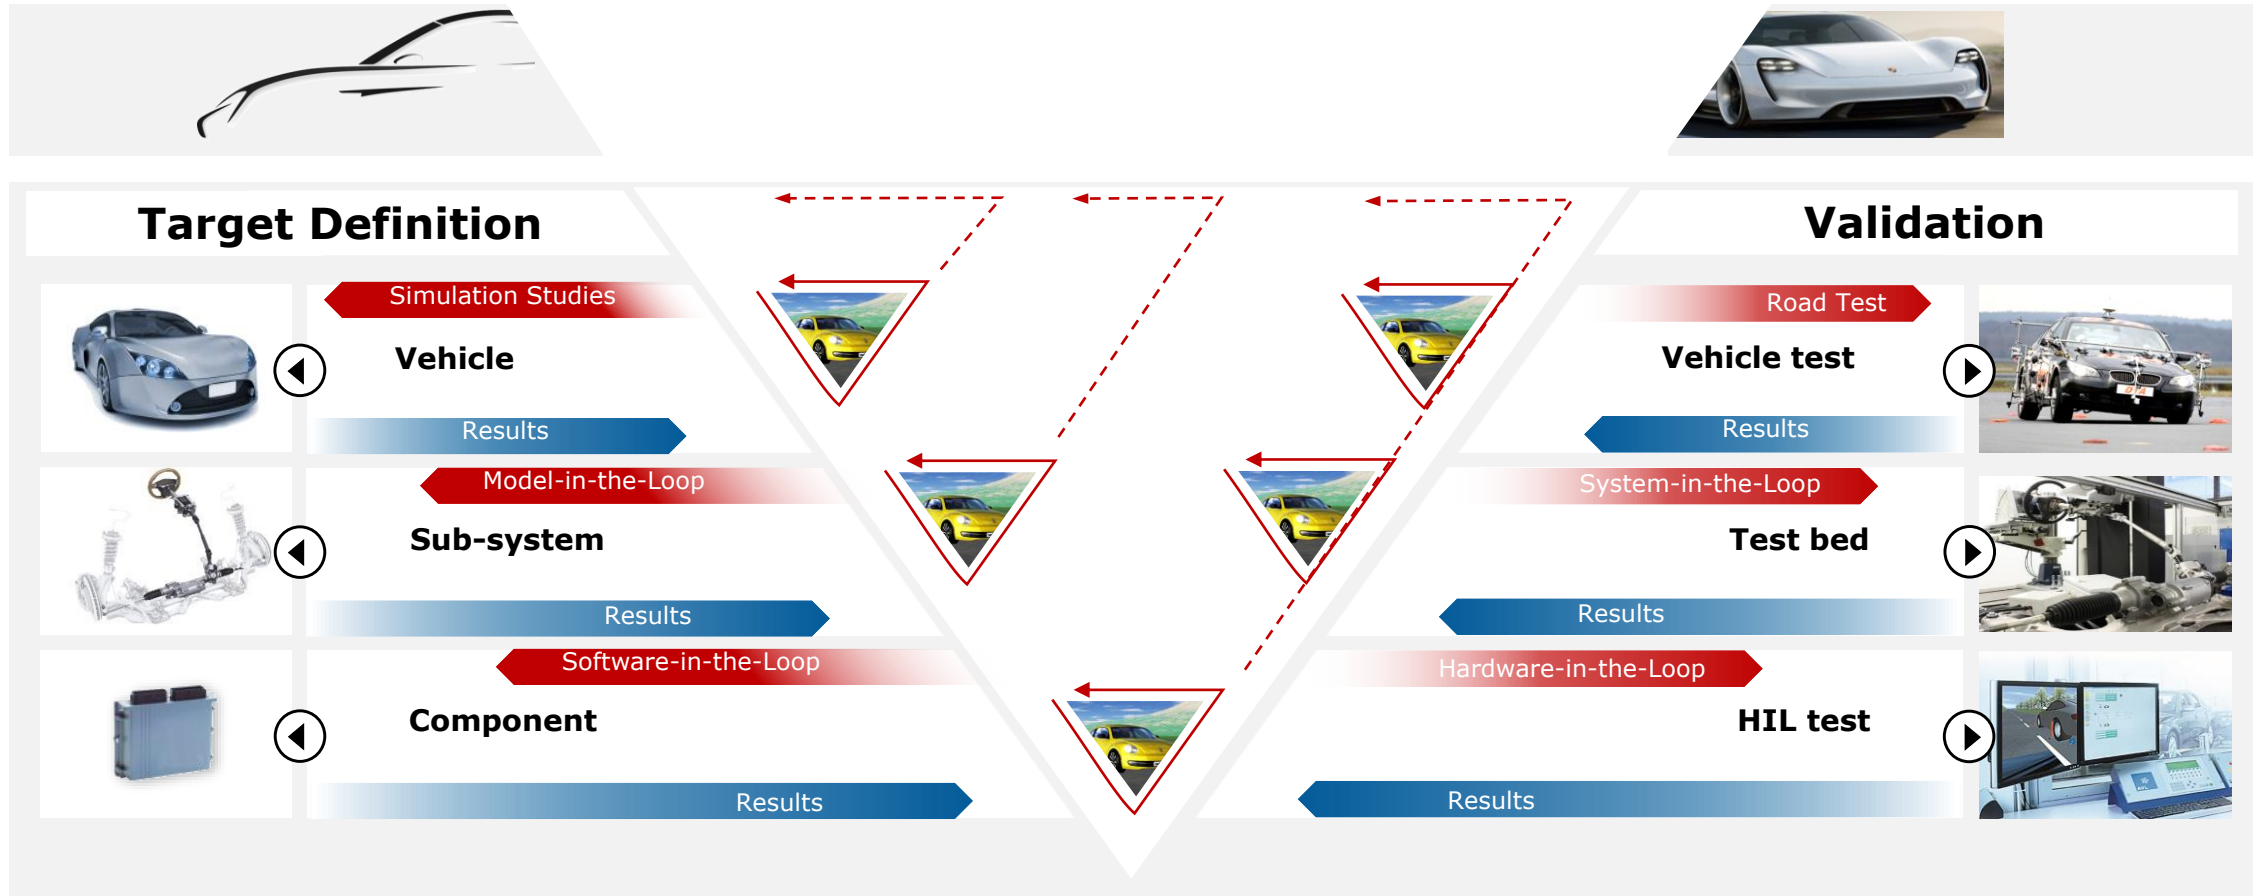 Target Definition
Validation
Simulation Studies
Vehicle
Results
Model-in-the-Loop
Sub-system
Results
Software-in-the-Loop
Component
Results
Road Test
Vehicle test
Results
System-in-the-Loop
Test bed
Results
Hardware-in-the-Loop
HIL test
Results